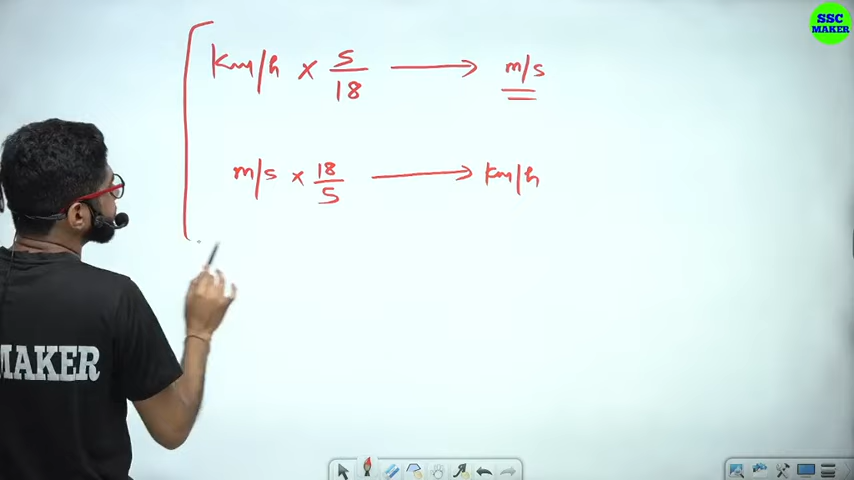 SSC
MAKER
km/h × 5/18 → m/s
m/s × 18/5 → km/h
MAKER